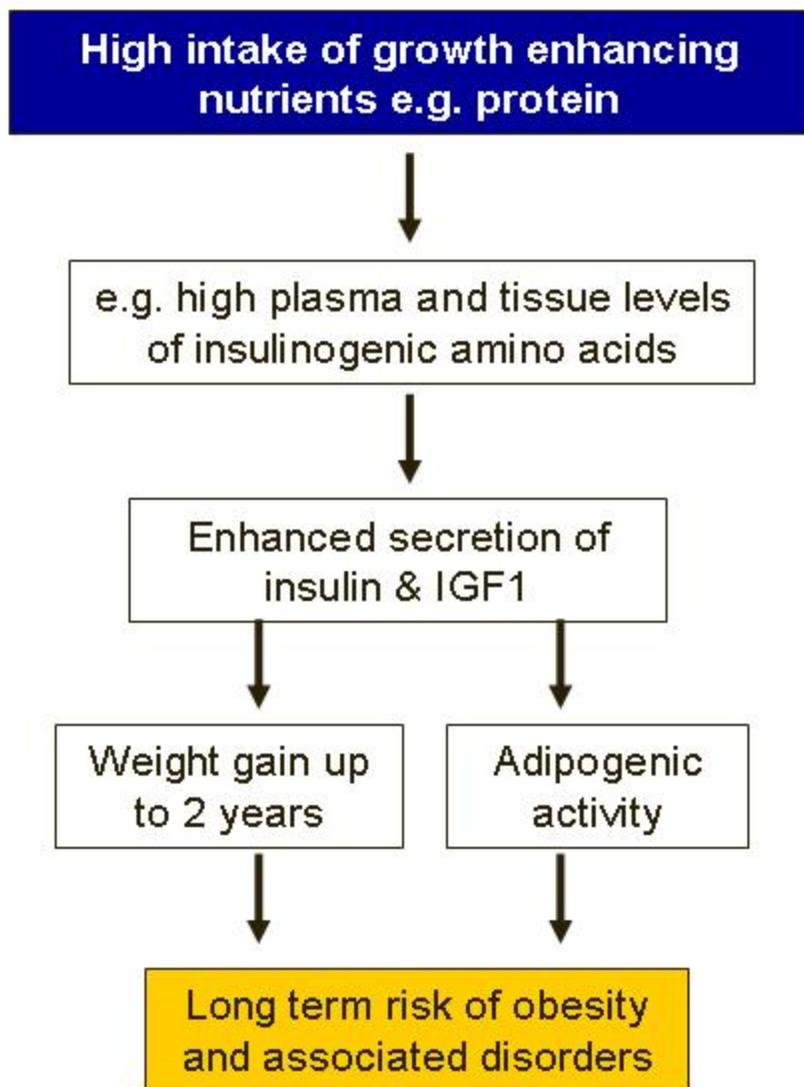 High intake of growth enhancing
nutrients e.g. protein
e.g. high plasma and tissue levels
of insulinogenic amino acids
Enhanced secretion of
insulin & IGF1
Weight gain up
to 2 years
Adipogenic
activity
Long term risk of obesity
and associated disorders